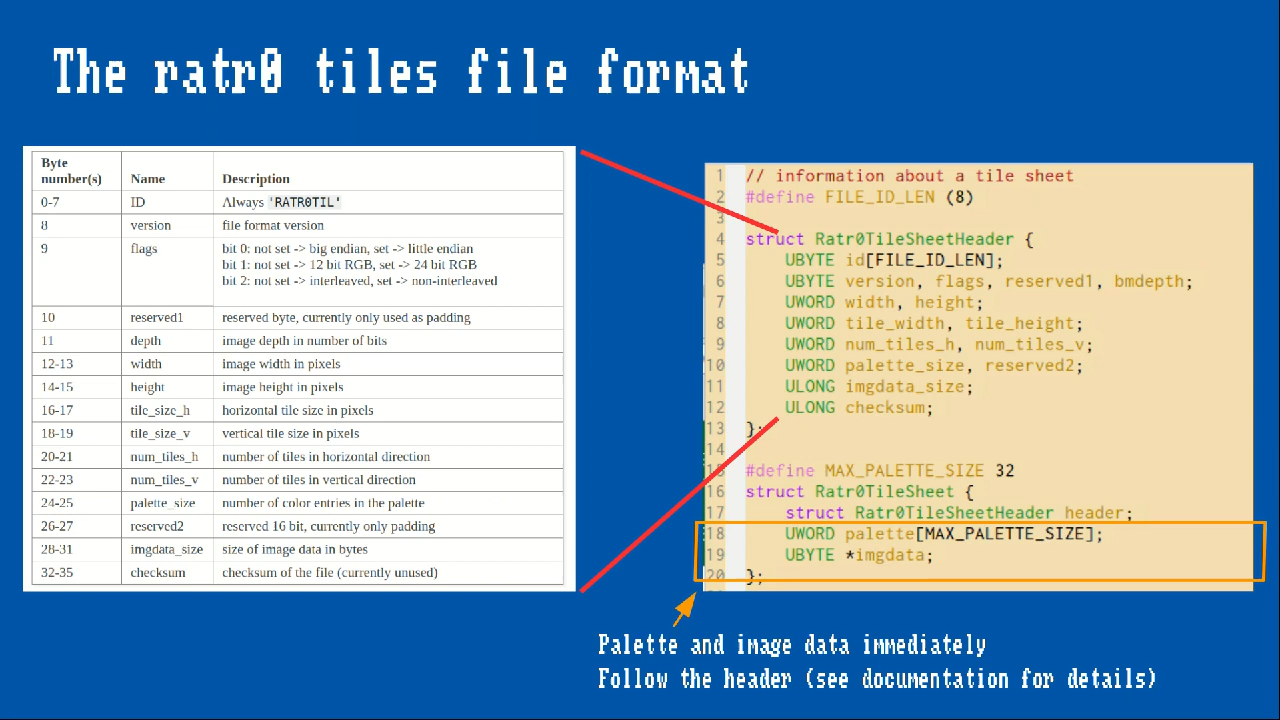 The ratr0 tiles file format
Byte
number(s) Name Description
0-7 ID Always 'RATR0TIL'
8 version file format version
9 flags bit 0: not set -> big endian, set -> little endian
bit 1: not set -> 12 bit RGB, set -> 24 bit RGB
bit 2: not set -> interleaved, set -> non-interleaved
10 reserved1 reserved byte, currently only used as padding
11 depth image depth in number of bits
12-13 width image width in pixels
14-15 height image height in pixels
16-17 tile_size_h horizontal tile size in pixels
18-19 tile_size_v vertical tile size in pixels
20-21 num_tiles_h number of tiles in horizontal direction
22-23 num_tiles_v number of tiles in vertical direction
24-25 palette_size number of color entries in the palette
26-27 reserved2 reserved 16 bit, currently only padding
28-31 imgdata_size size of image data in bytes
32-35 checksum checksum of the file (currently unused)
1 // information about a tile sheet
2 #define FILE_ID_LEN (8)
3
4 struct Ratr0TileSheetHeader {
5 UBYTE id[FILE_ID_LEN];
6 UBYTE version, flags, reserved1, bmdepth;
7 UWORD width, height;
8 UWORD tile_width, tile_height;
9 UWORD num_tiles_h, num_tiles_v;
10 UWORD palette_size, reserved2;
11 ULONG imgdata_size;
12 ULONG checksum;
13 };
14
15 #define MAX_PALETTE_SIZE 32
16 struct Ratr0TileSheet {
17 struct Ratr0TileSheetHeader header;
18 UWORD palette[MAX_PALETTE_SIZE];
19 UBYTE *imgdata;
20 };
Palette and image data immediately
Follow the header (see documentation for details)